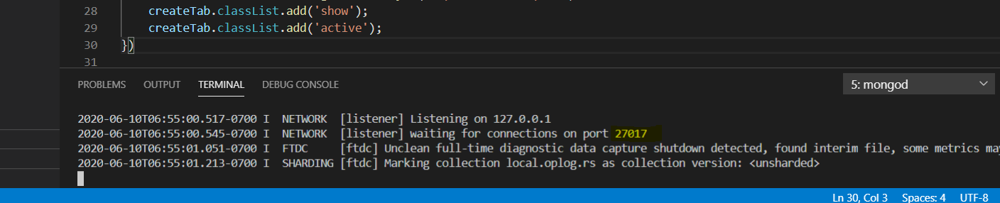 28 createTab.classList.add('show');
29 createTab.classList.add('active');
30 })
31
PROBLEMS OUTPUT TERMINAL DEBUG CONSOLE 5: mongod
2020-06-10T06:55:00.517-0700 I NETWORK [listener] Listening on 127.0.0.1
2020-06-10T06:55:00.545-0700 I NETWORK [listener] waiting for connections on port 27017
2020-06-10T06:55:01.051-0700 I FTDC [ftdc] Unclean full-time diagnostic data capture shutdown detected, found interim file, some metrics may
2020-06-10T06:55:01.213-0700 I SHARDING [ftdc] Marking collection local.oplog.rs as collection version: <unsharded>
Ln 30, Col 3 Spaces: 4 UTF-8